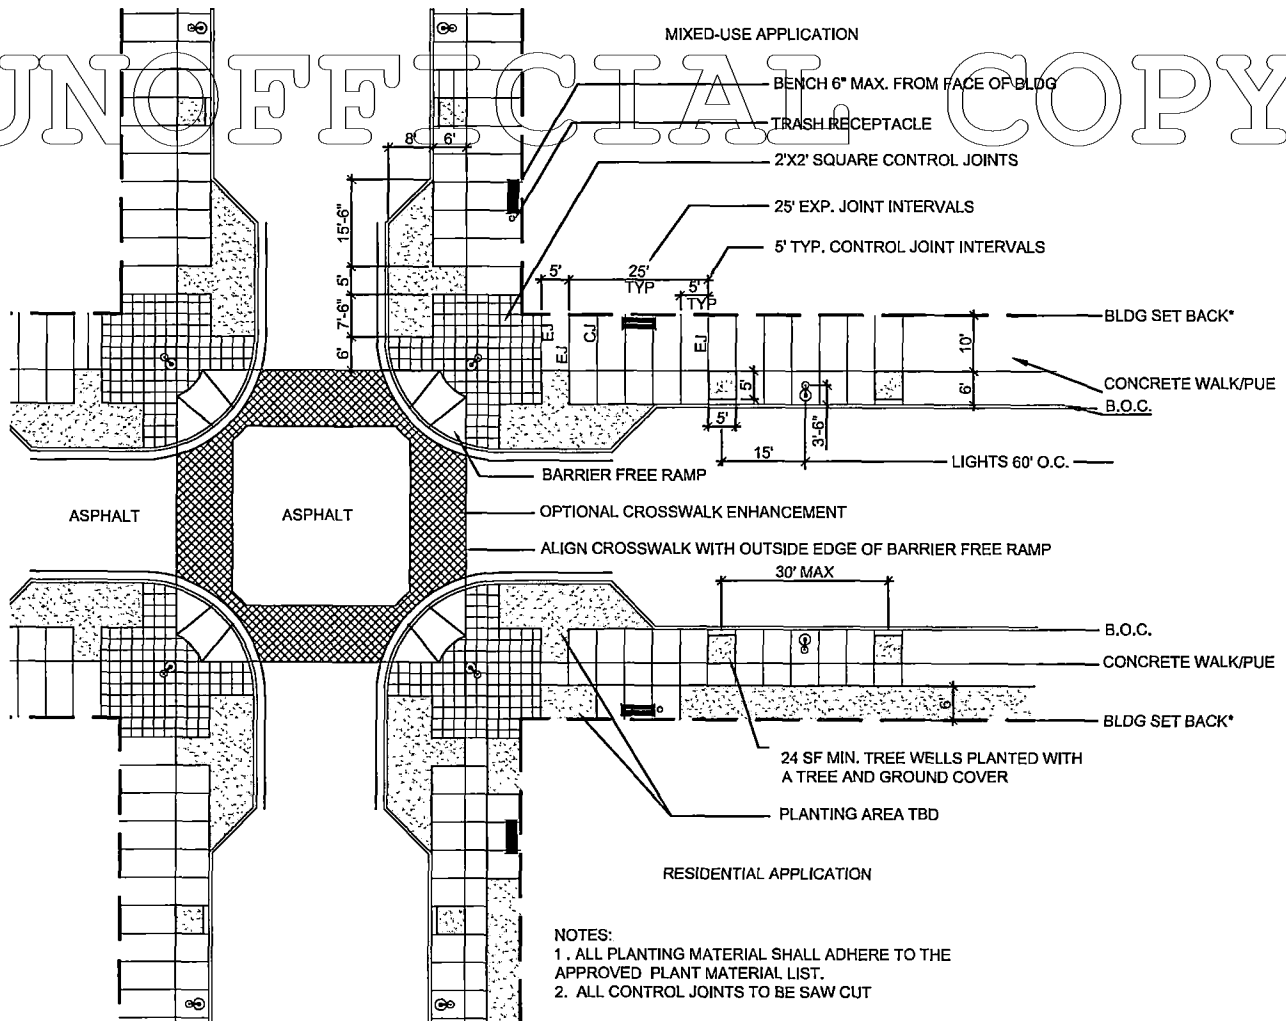 UNOFFICIAL COPY
MIXED-USE APPLICATION
BENCH 6" MAX. FROM FACE OF BLDG
TRASH RECEPTACLE
2'X2' SQUARE CONTROL JOINTS
25' EXP. JOINT INTERVALS
5' TYP. CONTROL JOINT INTERVALS
8' 6'
15'-6"
5'
7'-6"
6'
5' 25' TYP
5' TYP
EJ
EJ
CJ
EJ
BLDG SET BACK*
10'
CONCRETE WALK/PUE
6'
B.O.C.
5'
5'
3'-6"
15'
LIGHTS 60' O.C.
BARRIER FREE RAMP
ASPHALT
ASPHALT
OPTIONAL CROSSWALK ENHANCEMENT
ALIGN CROSSWALK WITH OUTSIDE EDGE OF BARRIER FREE RAMP
30' MAX
B.O.C.
CONCRETE WALK/PUE
6'
BLDG SET BACK*
24 SF MIN. TREE WELLS PLANTED WITH
A TREE AND GROUND COVER
PLANTING AREA TBD
RESIDENTIAL APPLICATION
NOTES:
1 . ALL PLANTING MATERIAL SHALL ADHERE TO THE
APPROVED PLANT MATERIAL LIST.
2. ALL CONTROL JOINTS TO BE SAW CUT